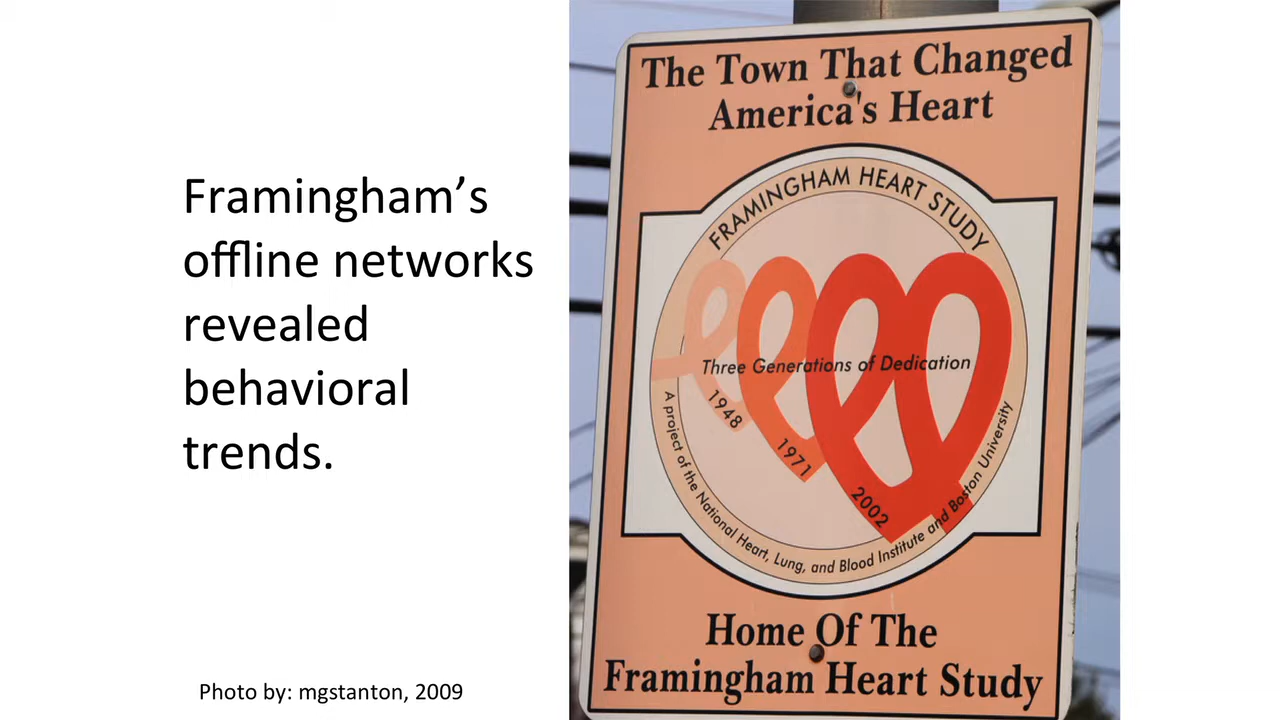 Framingham’s
offline networks
revealed
behavioral
trends.
Photo by: mgstanton, 2009
The Town That Changed
America's Heart
FRAMINGHAM HEART STUDY
Three Generations of Dedication
1948
1971
2002
A project of the National Heart, Lung, and Blood Institute and Boston University
Home Of The
Framingham Heart Study